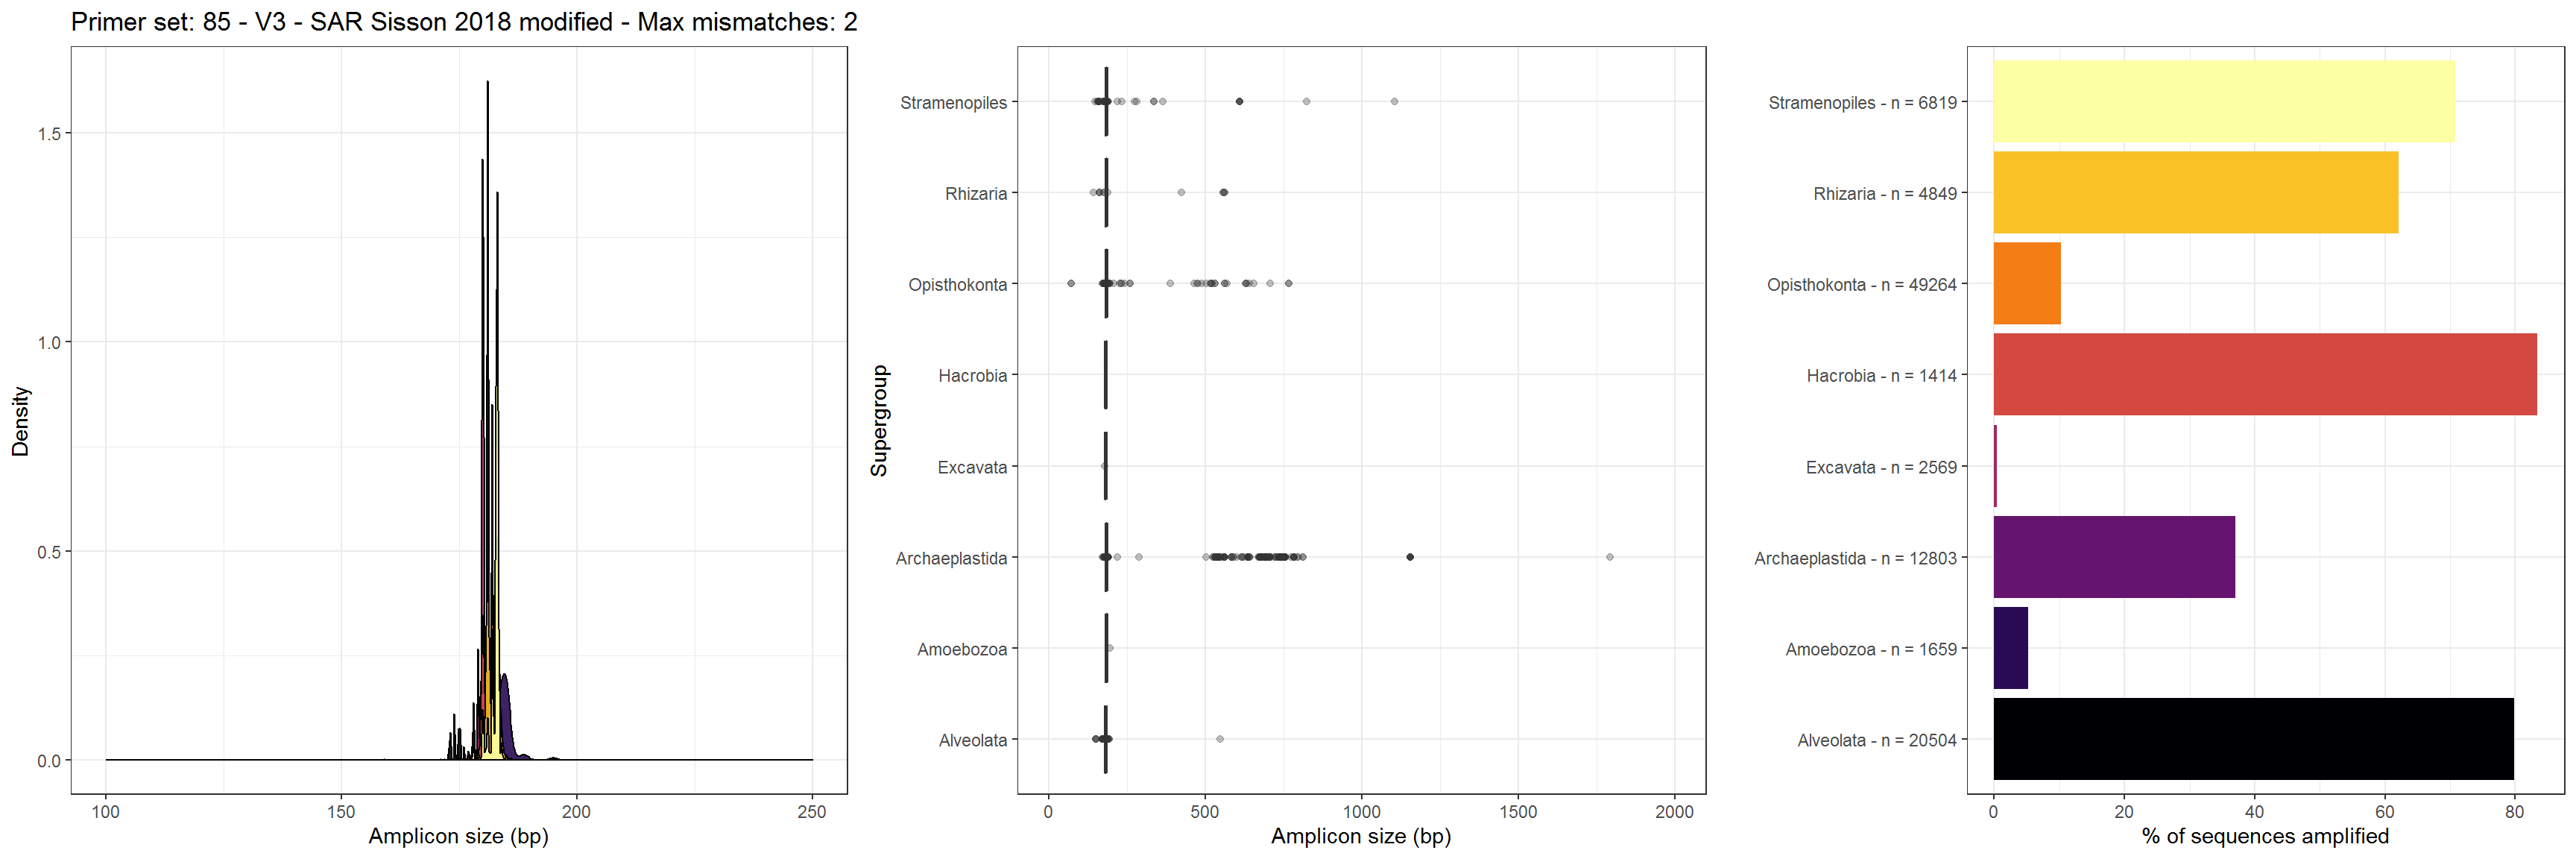 Primer set: 85 - V3 - SAR Sisson 2018 modified - Max mismatches: 2
Density
1.5
1.0
0.5
0.0
100
150
200
250
Amplicon size (bp)
Supergroup
Stramenopiles
Rhizaria
Opisthokonta
Hacrobia
Excavata
Archaeplastida
Amoebozoa
Alveolata
0
500
1000
1500
2000
Amplicon size (bp)
Stramenopiles - n = 6819
Rhizaria - n = 4849
Opisthokonta - n = 49264
Hacrobia - n = 1414
Excavata - n = 2569
Archaeplastida - n = 12803
Amoebozoa - n = 1659
Alveolata - n = 20504
0
20
40
60
80
% of sequences amplified